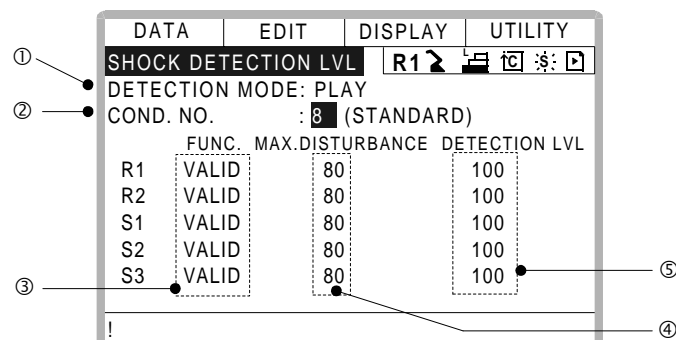 DATA EDIT DISPLAY UTILITY
① SHOCK DETECTION LVL R1 L C S
DETECTION MODE: PLAY
② COND. NO. : 8 (STANDARD)
FUNC. MAX.DISTURBANCE DETECTION LVL
R1 VALID 80 100
R2 VALID 80 100
S1 VALID 80 100
S2 VALID 80 100
S3 VALID 80 100 ⑤
③
! ④